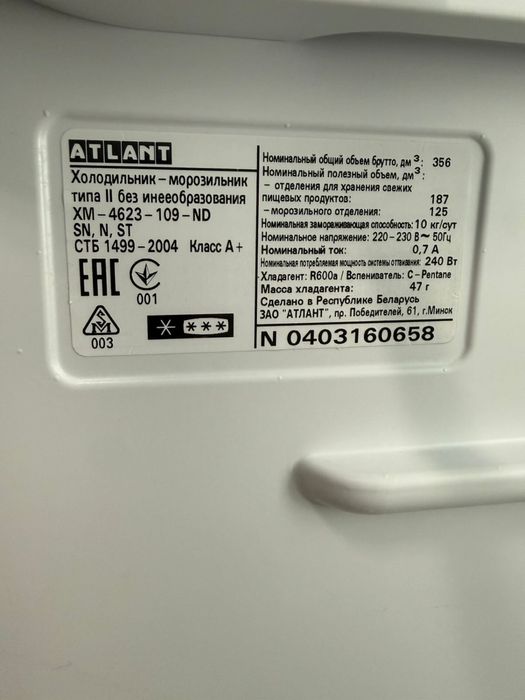 ATLANT
Холодильник-морозильник
типа II без инееобразования
ХМ-4623-109-ND
SN, N, ST
СТБ 1499-2004 Класс А+
ЕАС
001
003
Номинальный общий объем брутто, дм³: 356
Номинальный полезный объем, дм³:
- отделения для хранения свежих
пищевых продуктов: 187
-морозильного отделения: 125
Номинальная замораживающая способность: 10 кг/сут
Номинальное напряжение: 220-230 В~50Гц
Номинальный ток: 0,7 А
Номинальная потребляемая мощность системы оттаивания: 240 Вт
Хладагент: R600a / Вспениватель: C-Pentane
Масса хладагента: 47 г
Сделано в Республике Беларусь
ЗАО "АТЛАНТ", пр. Победителей, 61, г.Минск
N 0403160658